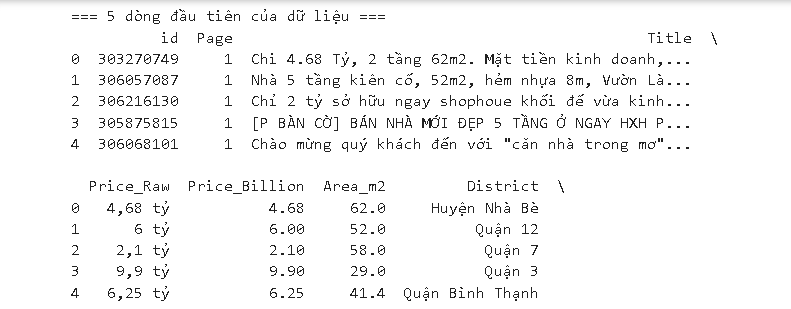 === 5 dòng đầu tiên của dữ liệu ===
id Page Title \
0 303270749 1 Chỉ 4.68 Tỷ, 2 tầng 62m2. Mặt tiền kinh doanh,...
1 306057087 1 Nhà 5 tầng kiên cố, 52m2, hẻm nhựa 8m, Vườn Là...
2 306216130 1 Chỉ 2 tỷ sở hữu ngay shophoue khối đế vừa kinh...
3 305875815 1 [P BÀN CỜ] BÁN NHÀ MỚI ĐẸP 5 TẦNG Ở NGAY HXH P...
4 306068101 1 Chào mừng quý khách đến với "căn nhà trong mơ"...
Price_Raw Price_Billion Area_m2 District \
0 4,68 tỷ 4.68 62.0 Huyện Nhà Bè
1 6 tỷ 6.00 52.0 Quận 12
2 2,1 tỷ 2.10 58.0 Quận 7
3 9,9 tỷ 9.90 29.0 Quận 3
4 6,25 tỷ 6.25 41.4 Quận Bình Thạnh